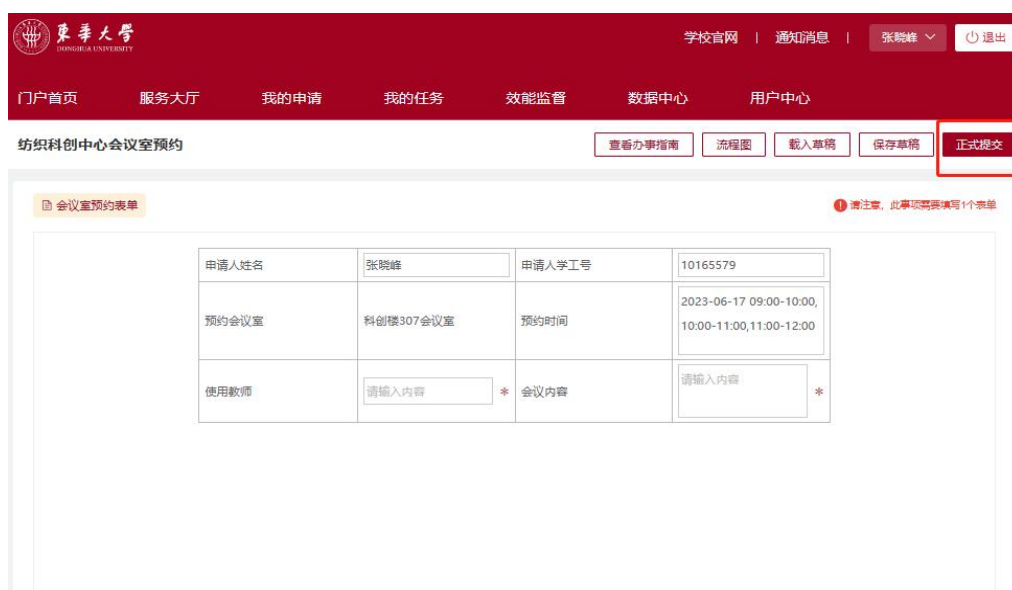 東華大學
DONGHUA UNIVERSITY
学校官网 | 通知消息 | 张晓峰 退出
门户首页 服务大厅 我的申请 我的任务 效能监督 数据中心 用户中心
纺织科创中心会议室预约 查看办事指南 流程图 载入草稿 保存草稿 正式提交
会议室预约表单 请注意，此事项需要填写1个表单
申请人姓名 张晓峰 申请人学工号 10165579
预约会议室 科创楼307会议室 预约时间 2023-06-17 09:00-10:00,
10:00-11:00,11:00-12:00
使用教师 请输入内容 * 会议内容 请输入内容 *